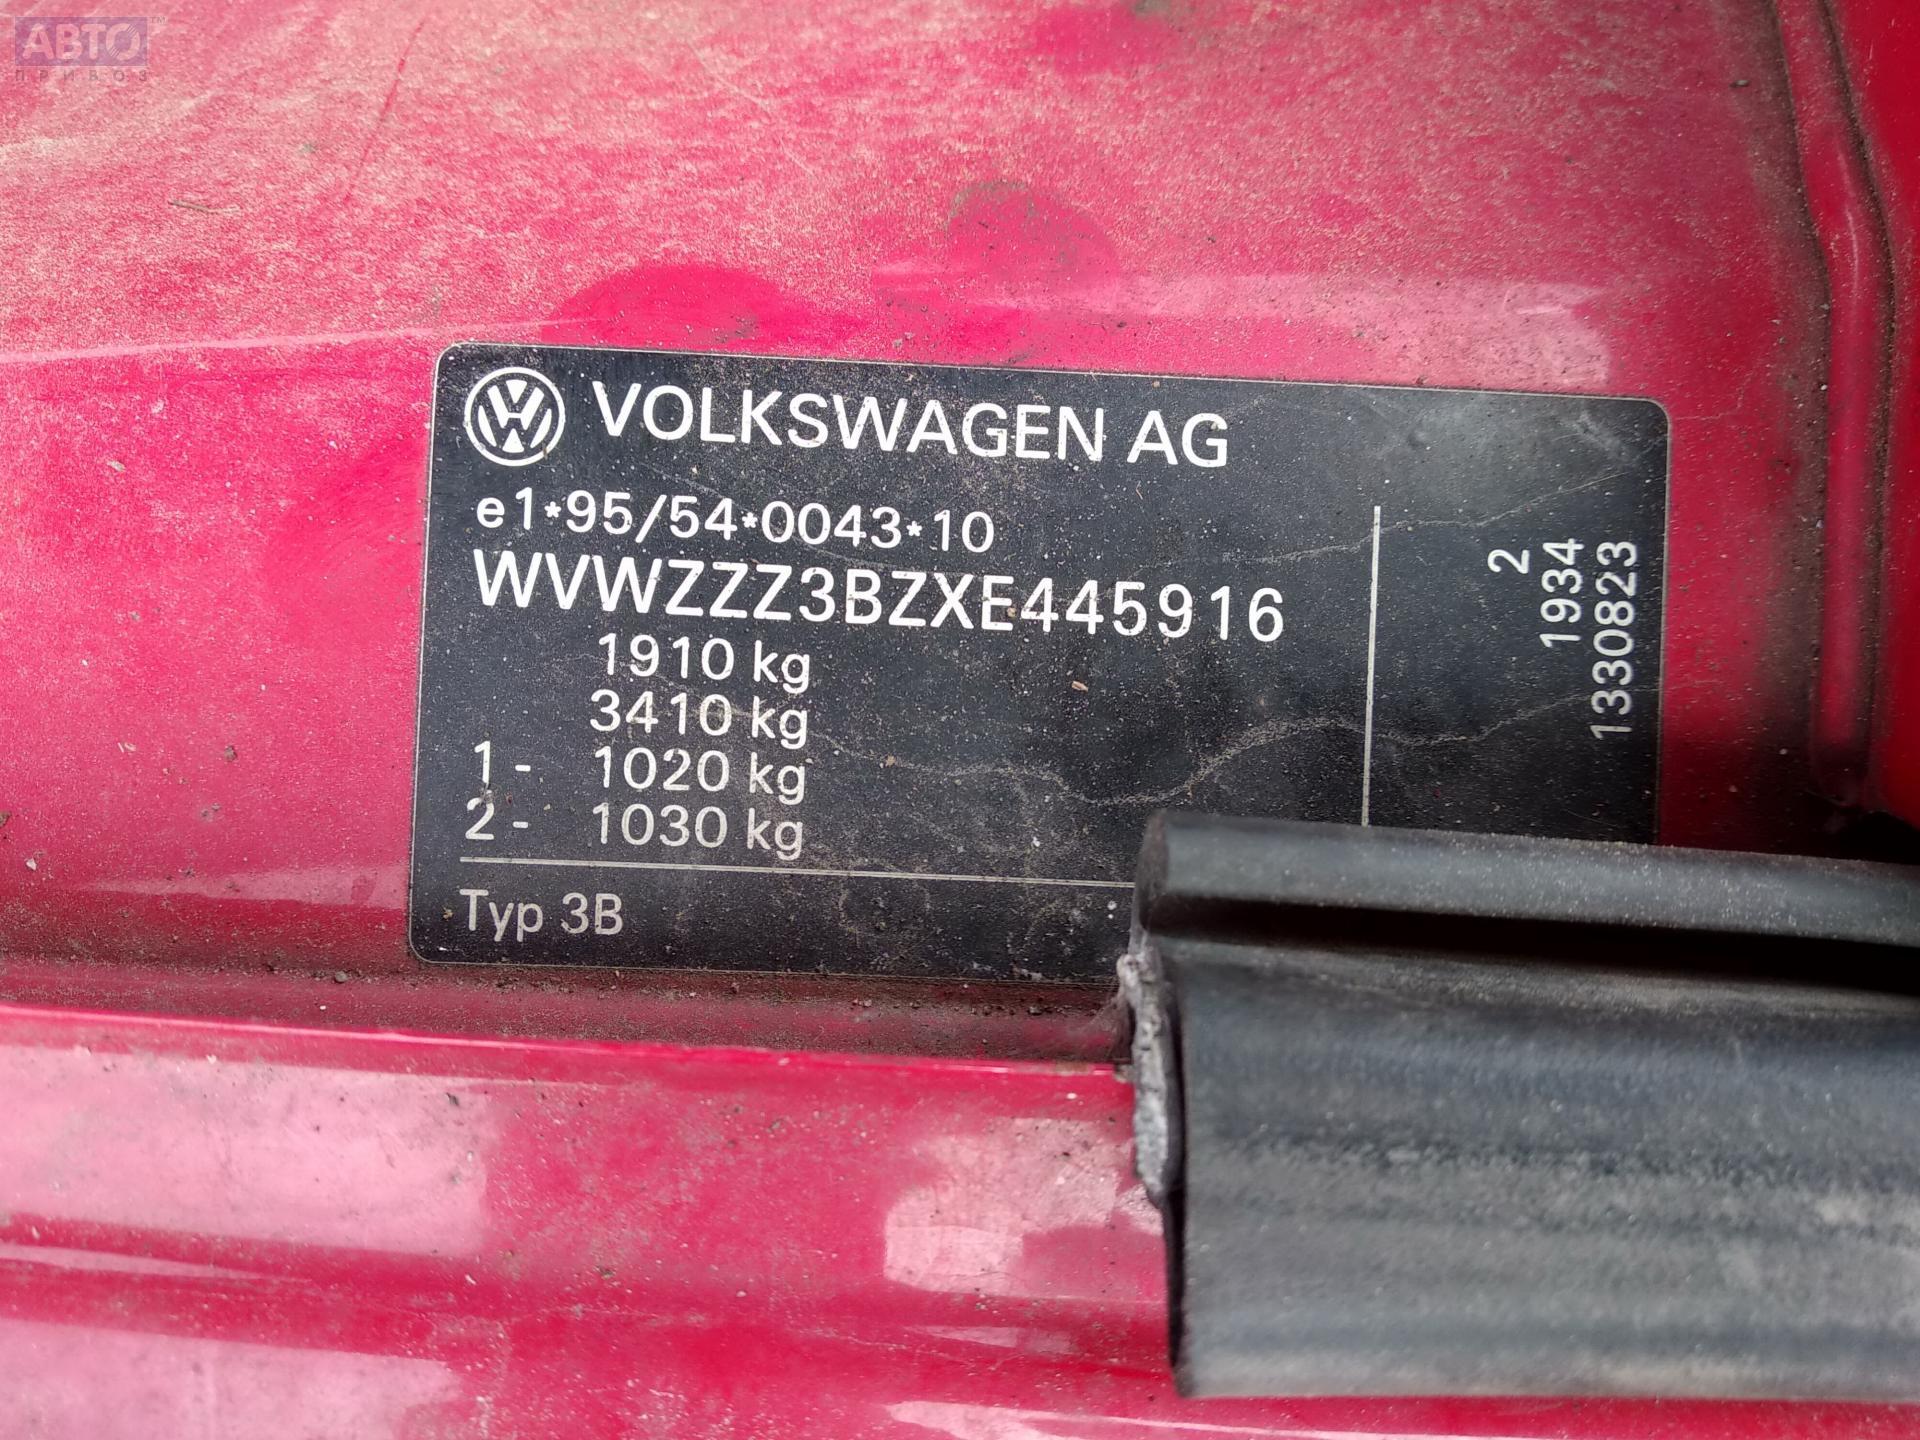 АВТО™
ПРИВОЗ
VOLKSWAGEN AG
e1*95/54*0043*10
WVWZZZ3BZXE445916
1910 kg
3410 kg
1- 1020 kg
2- 1030 kg
Typ 3B
2
1934
1330823